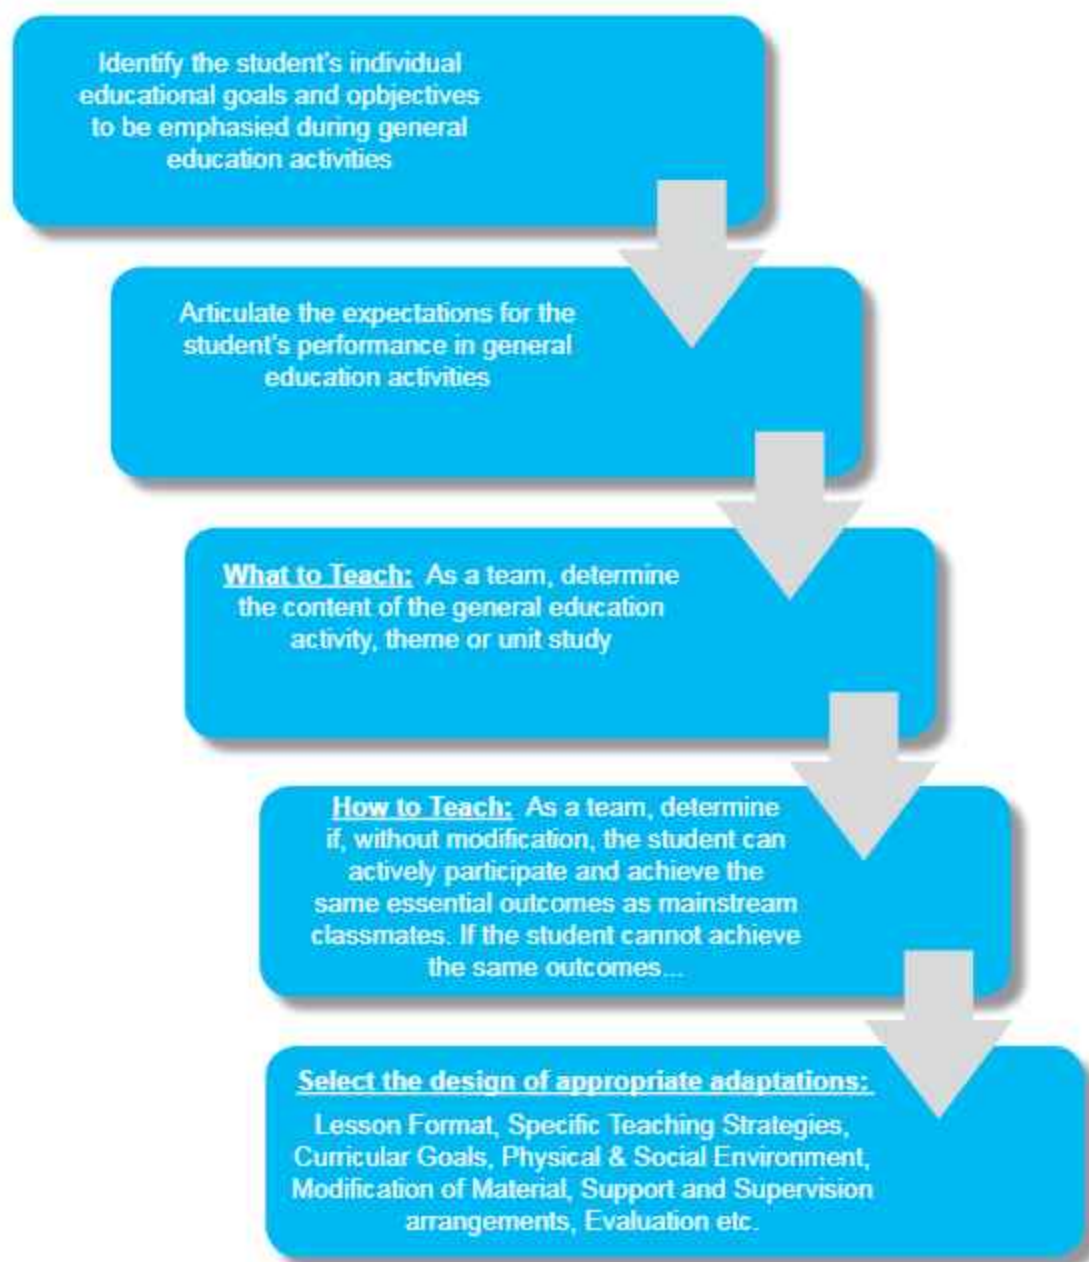 Identify the student's individual
educational goals and opbjectives
to be emphasied during general
education activities
Articulate the expectations for the
student's performance in general
education activities
What to Teach: As a team, determine
the content of the general education
activity, theme or unit study
How to Teach: As a team, determine
if, without modification, the student can
actively participate and achieve the
same essential outcomes as mainstream
classmates. If the student cannot achieve
the same outcomes...
Select the design of appropriate adaptations:
Lesson Format, Specific Teaching Strategies,
Curricular Goals, Physical & Social Environment,
Modification of Material, Support and Supervision
arrangements, Evaluation etc.